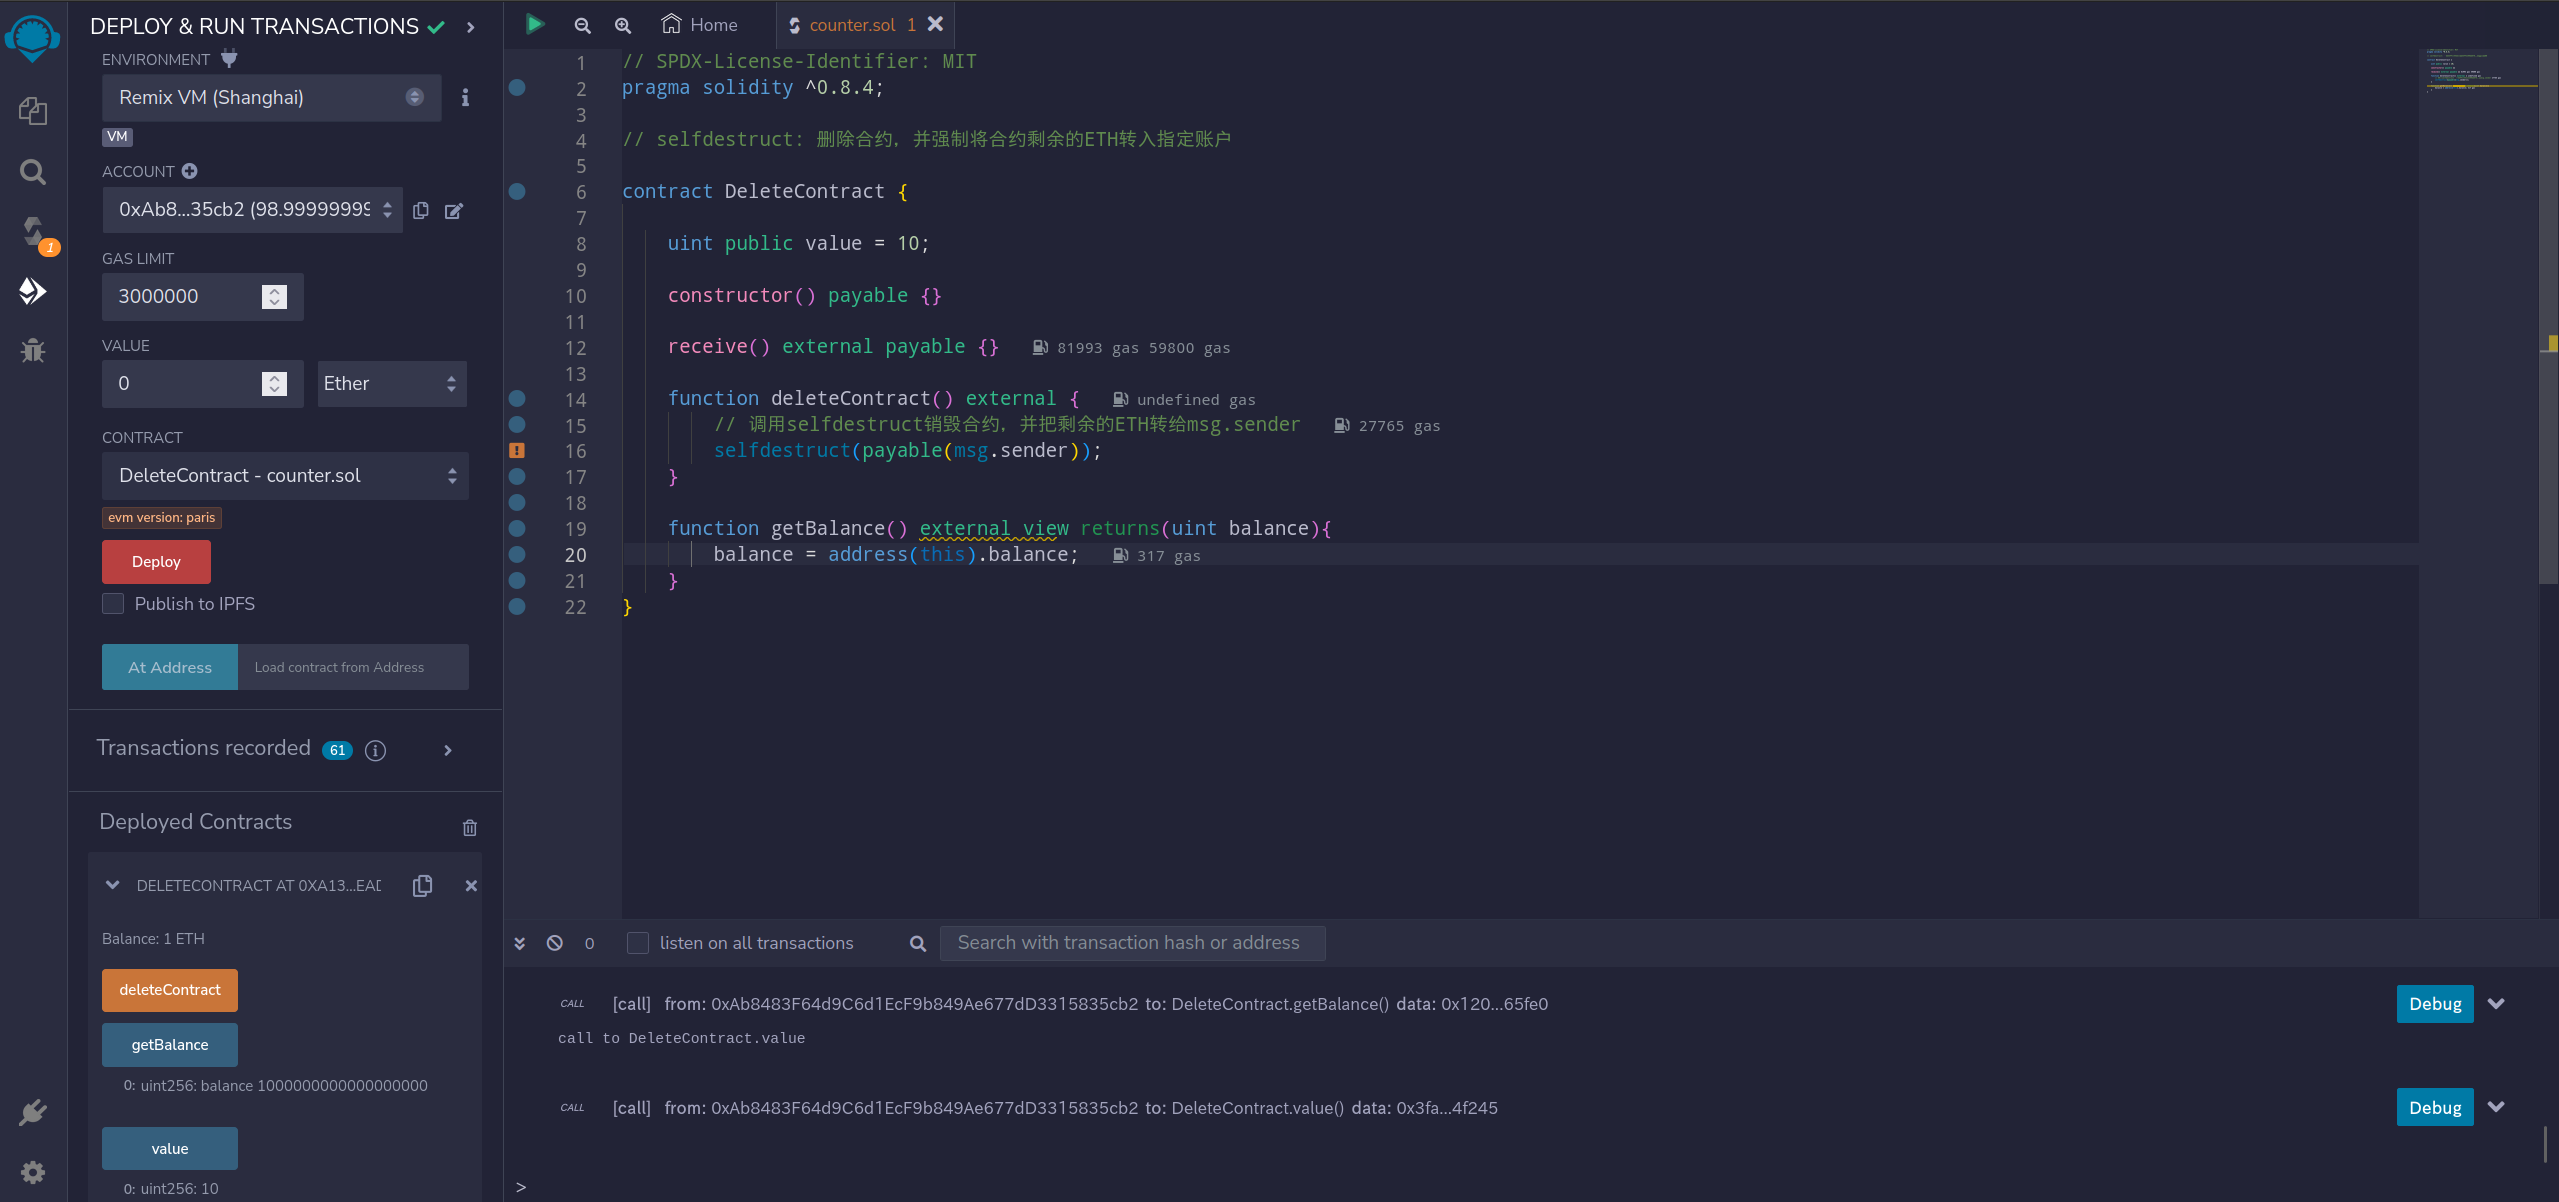 DEPLOY & RUN TRANSACTIONS
ENVIRONMENT
Remix VM (Shanghai)
VM
ACCOUNT
0xAb8...35cb2 (98.99999999
GAS LIMIT
3000000
VALUE
0
Ether
CONTRACT
DeleteContract - counter.sol
evm version: paris
Deploy
Publish to IPFS
At Address
Load contract from Address
Transactions recorded 61
Deployed Contracts
DELETECONTRACT AT 0XA13...EAD
Balance: 1 ETH
deleteContract
getBalance
0: uint256: balance 1000000000000000000
value
0: uint256: 10
1
Home
counter.sol 1
1 // SPDX-License-Identifier: MIT
2 pragma solidity ^0.8.4;
3
4 // selfdestruct: 删除合约，并强制将合约剩余的ETH转入指定账户
5
6 contract DeleteContract {
7
8 uint public value = 10;
9
10 constructor() payable {}
11
12 receive() external payable {} 81993 gas 59800 gas
13
14 function deleteContract() external { undefined gas
15 // 调用selfdestruct销毁合约，并把剩余的ETH转给msg.sender 27765 gas
16 selfdestruct(payable(msg.sender));
17 }
18
19 function getBalance() external view returns(uint balance){
20 balance = address(this).balance; 317 gas
21 }
22 }
0
listen on all transactions
Search with transaction hash or address
CALL [call] from: 0xAb8483F64d9C6d1EcF9b849Ae677dD3315835cb2 to: DeleteContract.getBalance() data: 0x120...65fe0
Debug
call to DeleteContract.value
CALL [call] from: 0xAb8483F64d9C6d1EcF9b849Ae677dD3315835cb2 to: DeleteContract.value() data: 0x3fa...4f245
Debug
>